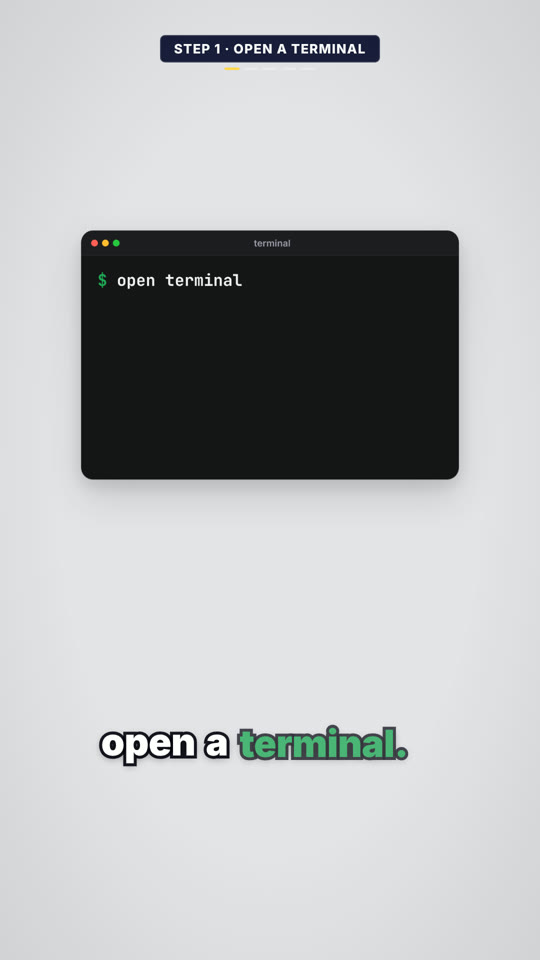 STEP 1 · OPEN A TERMINAL
terminal
$ open terminal
open a terminal.